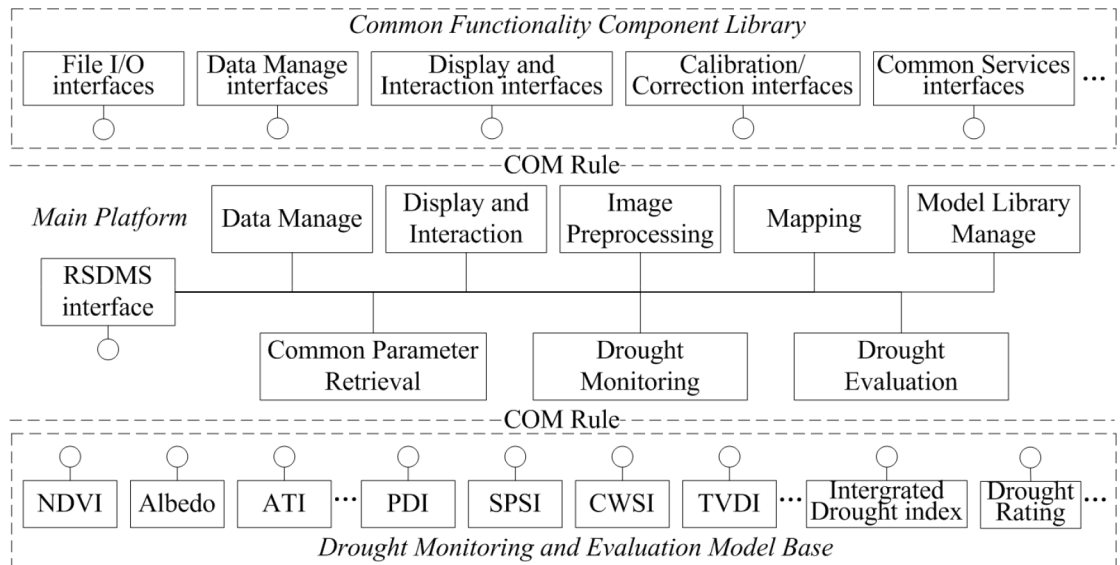 Common Functionality Component Library
File I/O
interfaces
Data Manage
interfaces
Display and
Interaction interfaces
Calibration/
Correction interfaces
Common Services
interfaces
...
COM Rule
Main Platform
Data Manage
Display and
Interaction
Image
Preprocessing
Mapping
Model Library
Manage
RSDMS
interface
Common Parameter
Retrieval
Drought
Monitoring
Drought
Evaluation
COM Rule
NDVI
Albedo
ATI
...
PDI
SPSI
CWSI
TVDI
...
Intergrated
Drought index
Drought
Rating
...
Drought Monitoring and Evaluation Model Base